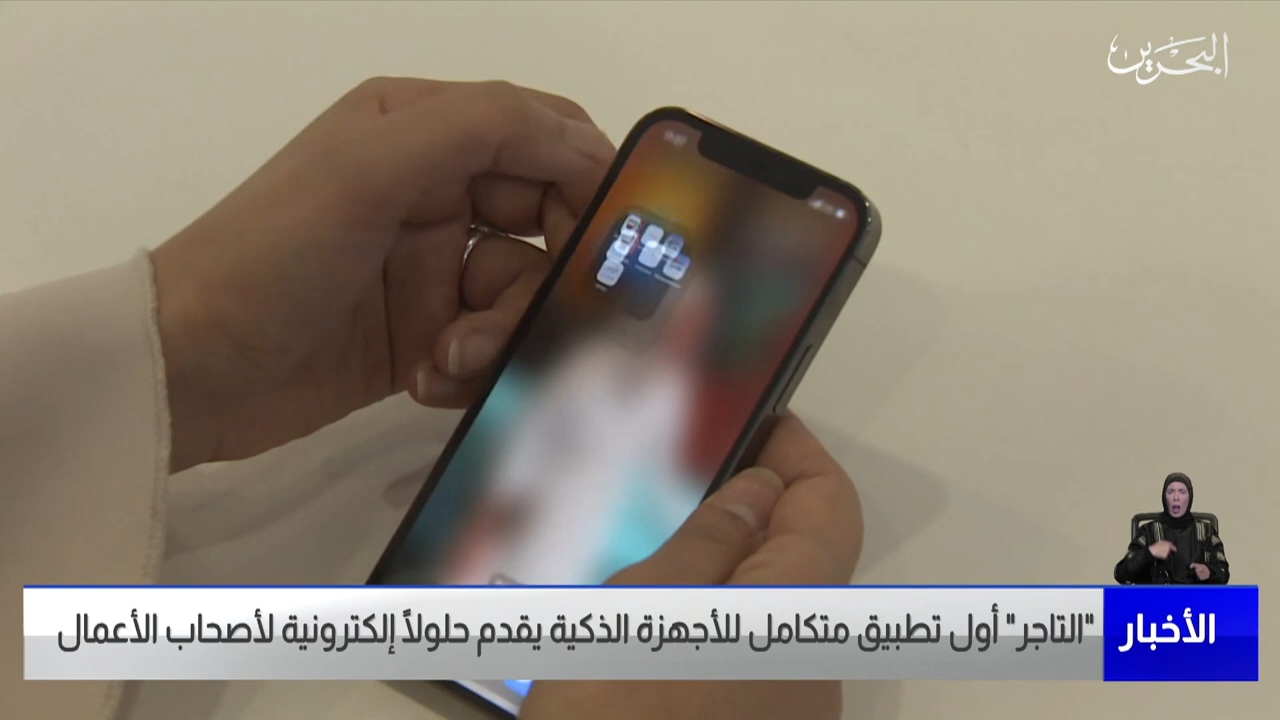 البحرين
الأخبار
"التاجر" أول تطبيق متكامل للأجهزة الذكية يقدم حلولاً إلكترونية لأصحاب الأعمال